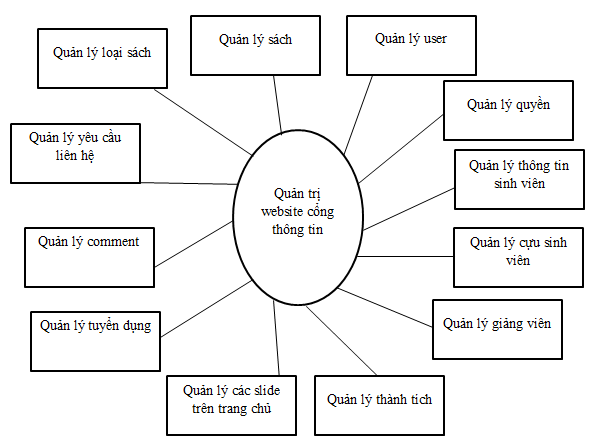 Quản lý loại sách
Quản lý sách
Quản lý user
Quản lý quyền
Quản lý yêu cầu
liên hệ
Quản lý thông tin
sinh viên
Quản trị
website cổng
thông tin
Quản lý comment
Quản lý cựu sinh
viên
Quản lý tuyển dụng
Quản lý giảng viên
Quản lý các slide
trên trang chủ
Quản lý thành tích